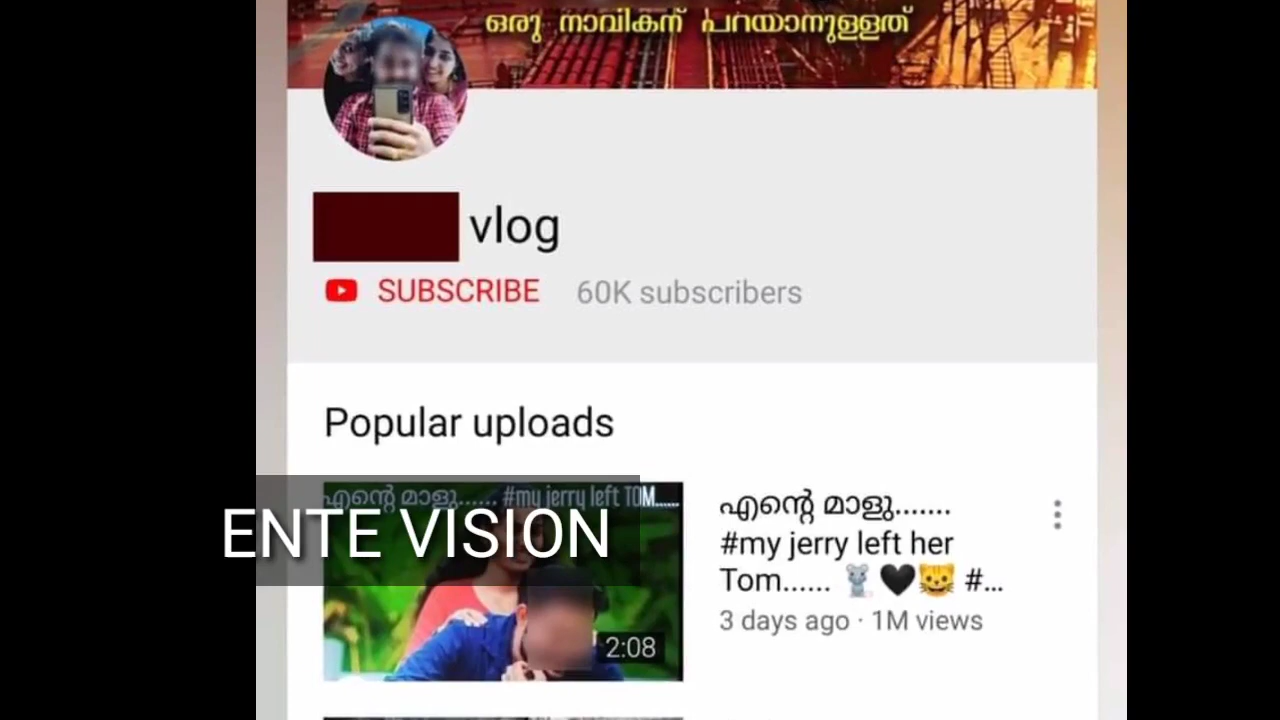 ഒരു നാവികന് പറയാനുള്ളത്
vlog
SUBSCRIBE 60K subscribers
Popular uploads
എന്റെ മാളു...... #my jerry left TOM......
ENTE VISION
2:08
എന്റെ മാളു.......
#my jerry left her
Tom...... 🐭🖤😺 #...
3 days ago · 1M views